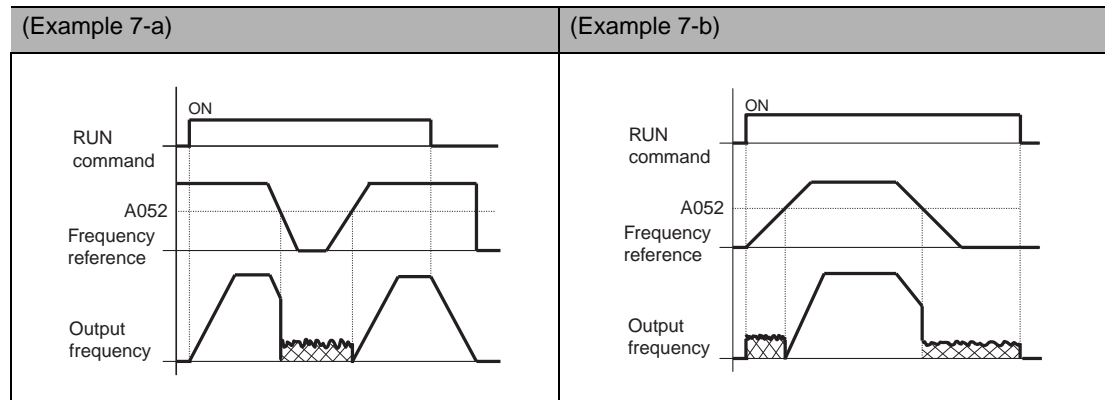 (Example 7-a)
ON
RUN
command
A052
Frequency
reference
Output
frequency
(Example 7-b)
ON
RUN
command
A052
Frequency
reference
Output
frequency